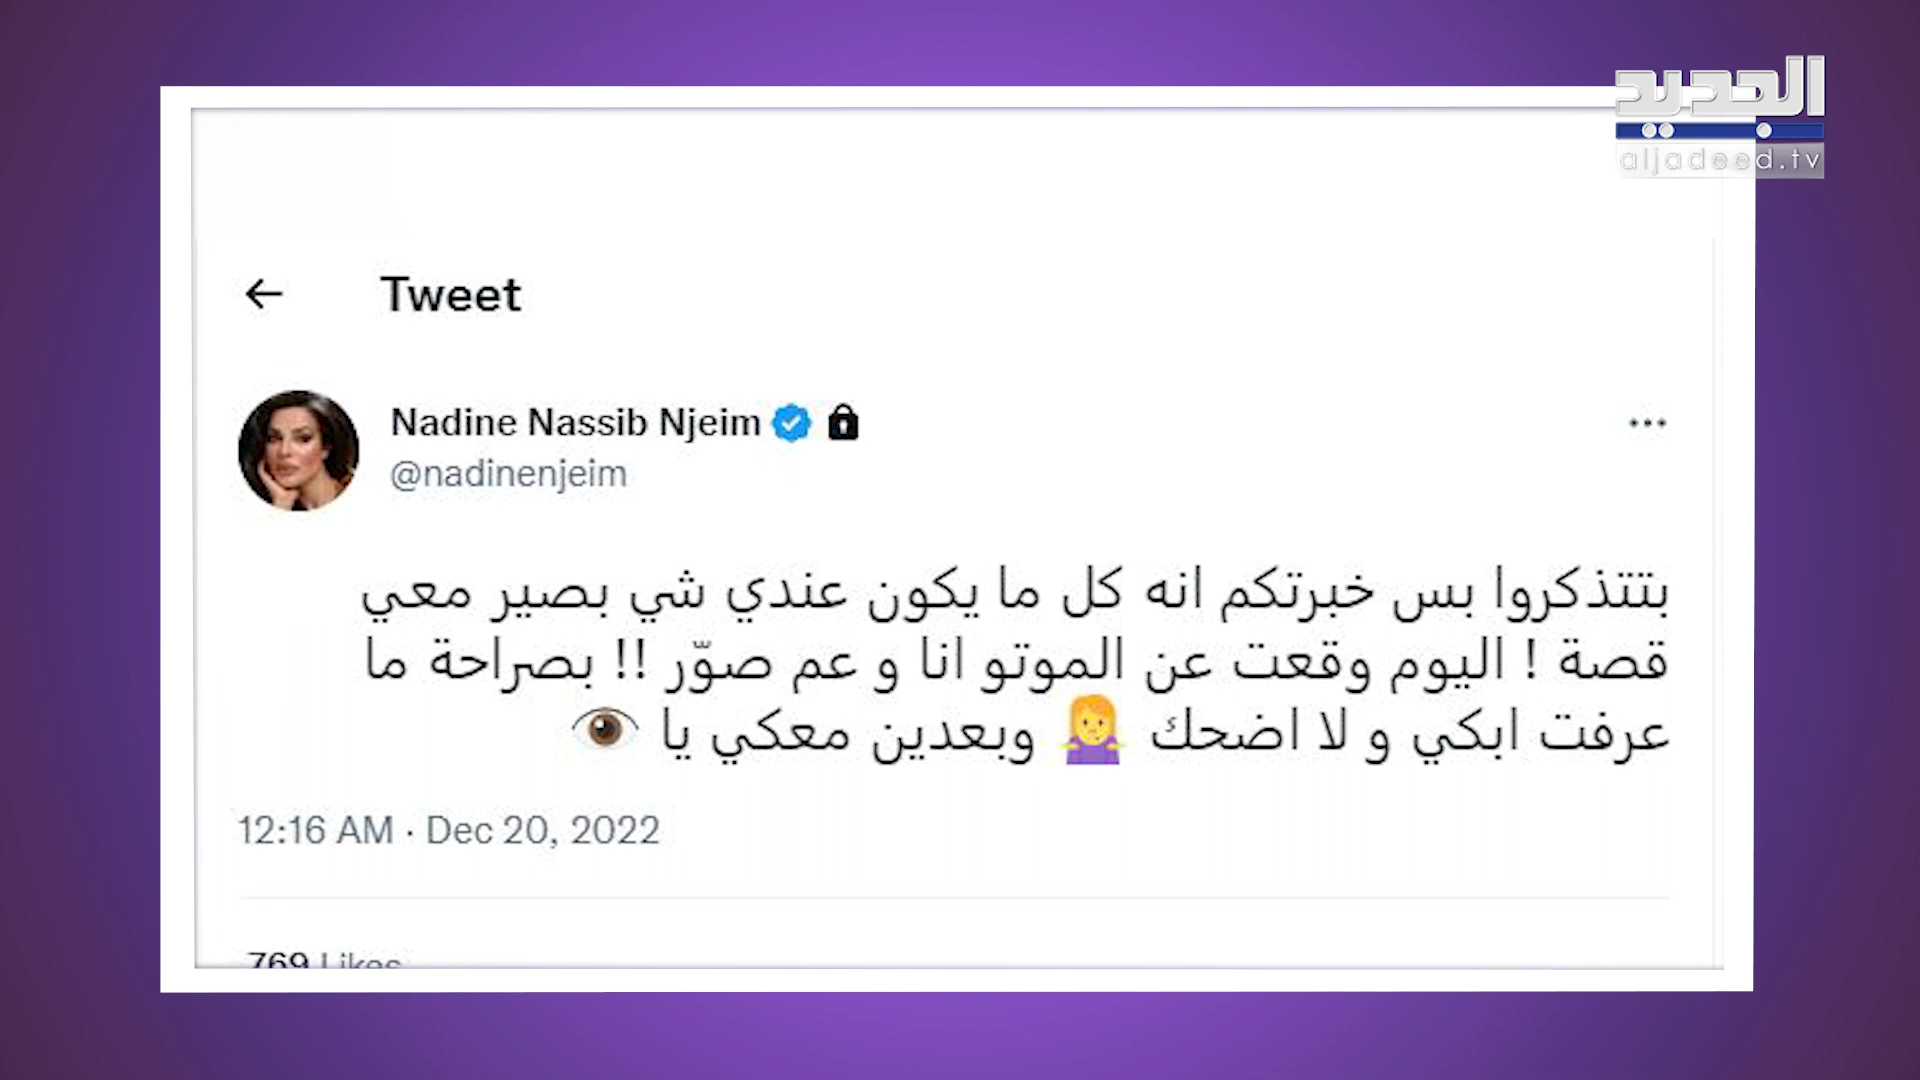 الجديد
aljadeed.tv
Tweet
Nadine Nassib Njeim
@nadinenjeim
بتتذكروا بس خبرتكم انه كل ما يكون عندي شي بصير معي
قصة ! اليوم وقعت عن الموتو انا و عم صوّر !! بصراحة ما
عرفت ابكي و لا اضحك 🤷‍♀️ وبعدين معكي يا 👁️
12:16 AM · Dec 20, 2022
769 Likes